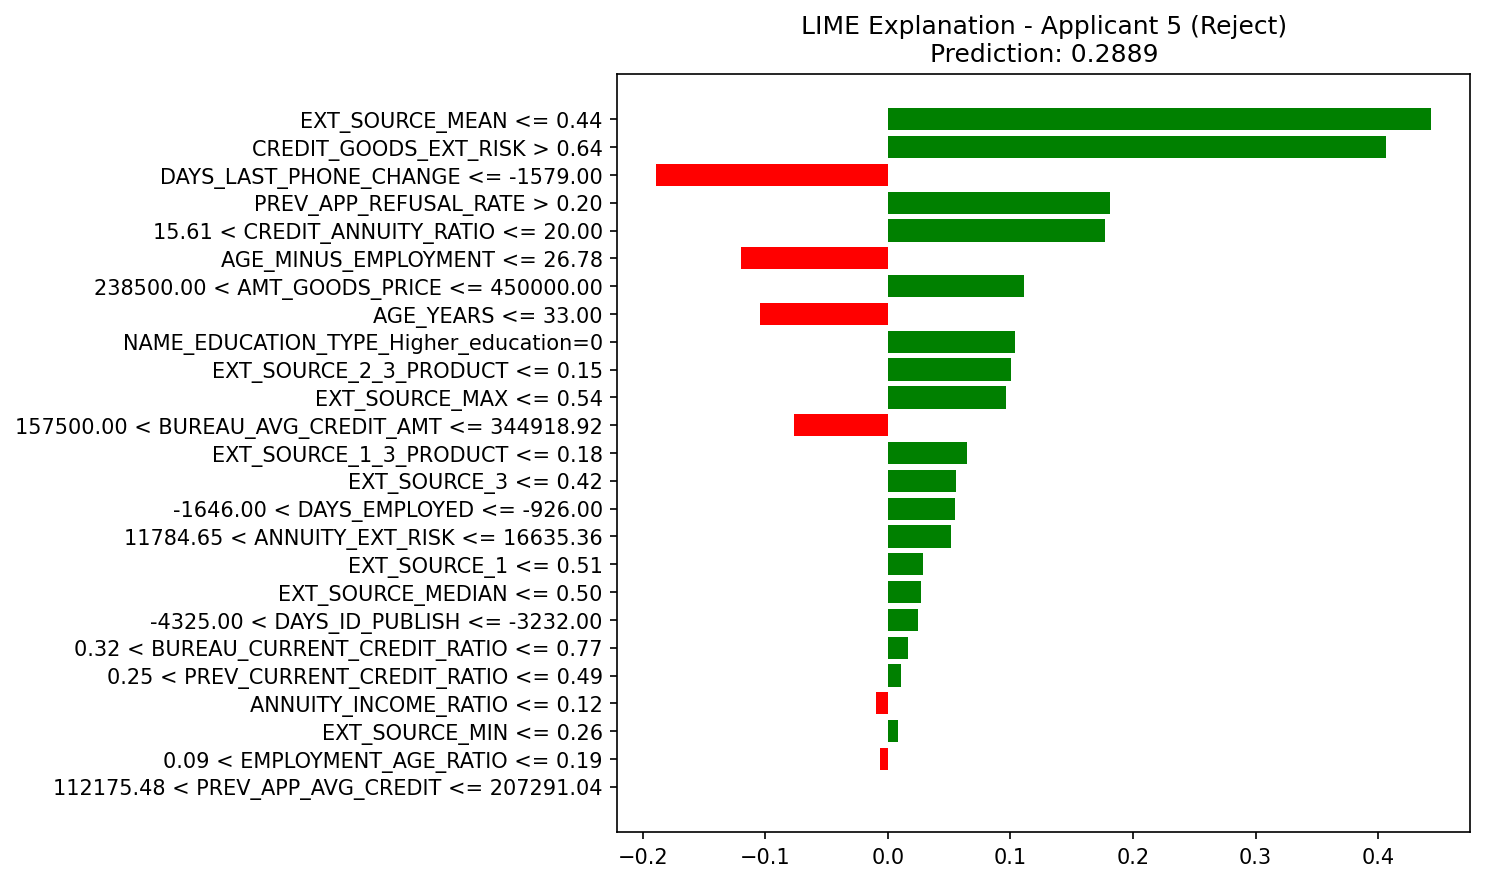 LIME Explanation - Applicant 5 (Reject)
Prediction: 0.2889
EXT_SOURCE_MEAN <= 0.44
CREDIT_GOODS_EXT_RISK > 0.64
DAYS_LAST_PHONE_CHANGE <= -1579.00
PREV_APP_REFUSAL_RATE > 0.20
15.61 < CREDIT_ANNUITY_RATIO <= 20.00
AGE_MINUS_EMPLOYMENT <= 26.78
238500.00 < AMT_GOODS_PRICE <= 450000.00
AGE_YEARS <= 33.00
NAME_EDUCATION_TYPE_Higher_education=0
EXT_SOURCE_2_3_PRODUCT <= 0.15
EXT_SOURCE_MAX <= 0.54
157500.00 < BUREAU_AVG_CREDIT_AMT <= 344918.92
EXT_SOURCE_1_3_PRODUCT <= 0.18
EXT_SOURCE_3 <= 0.42
-1646.00 < DAYS_EMPLOYED <= -926.00
11784.65 < ANNUITY_EXT_RISK <= 16635.36
EXT_SOURCE_1 <= 0.51
EXT_SOURCE_MEDIAN <= 0.50
-4325.00 < DAYS_ID_PUBLISH <= -3232.00
0.32 < BUREAU_CURRENT_CREDIT_RATIO <= 0.77
0.25 < PREV_CURRENT_CREDIT_RATIO <= 0.49
ANNUITY_INCOME_RATIO <= 0.12
EXT_SOURCE_MIN <= 0.26
0.09 < EMPLOYMENT_AGE_RATIO <= 0.19
112175.48 < PREV_APP_AVG_CREDIT <= 207291.04
−0.2 −0.1 0.0 0.1 0.2 0.3 0.4